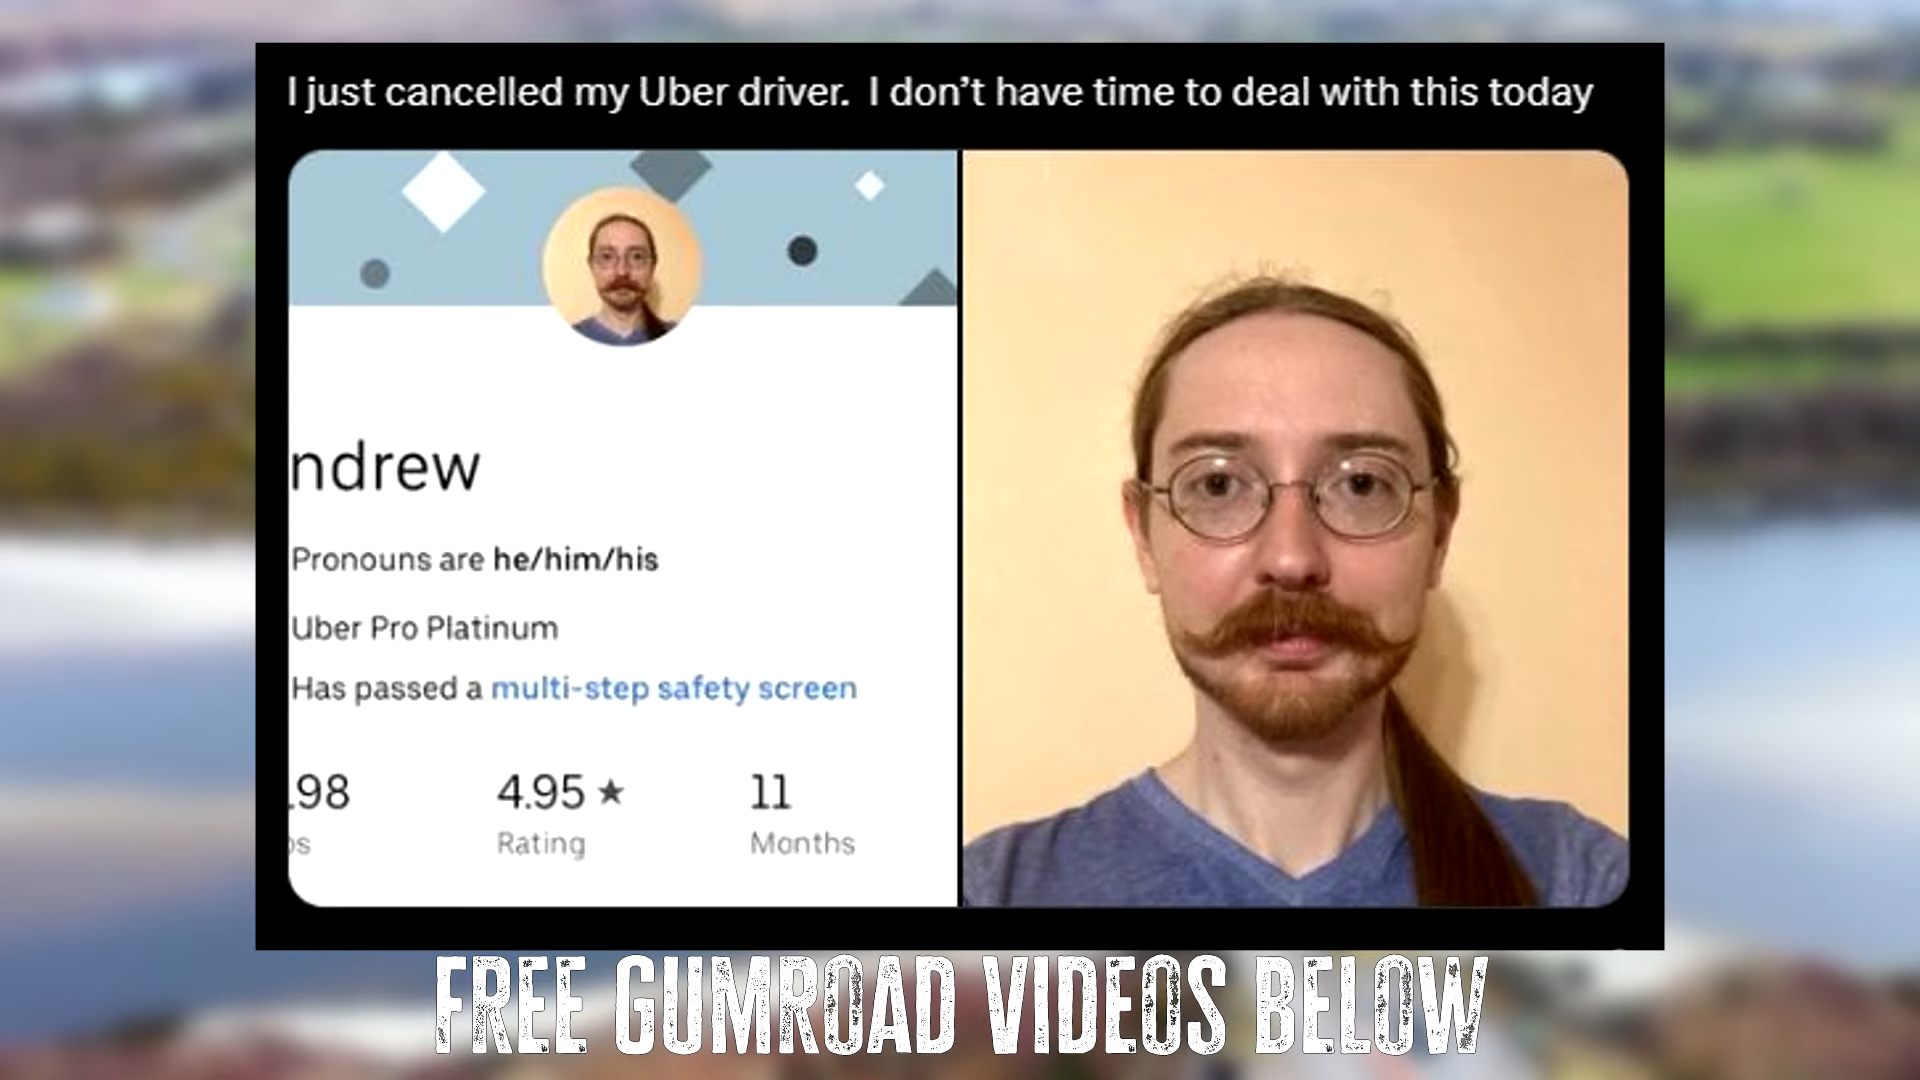 I just cancelled my Uber driver.  I don't have time to deal with this today
ndrew
Pronouns are he/him/his
Uber Pro Platinum
Has passed a multi-step safety screen
98 4.95 ★ 11
Rating Months
FREE GUMROAD VIDEOS BELOW